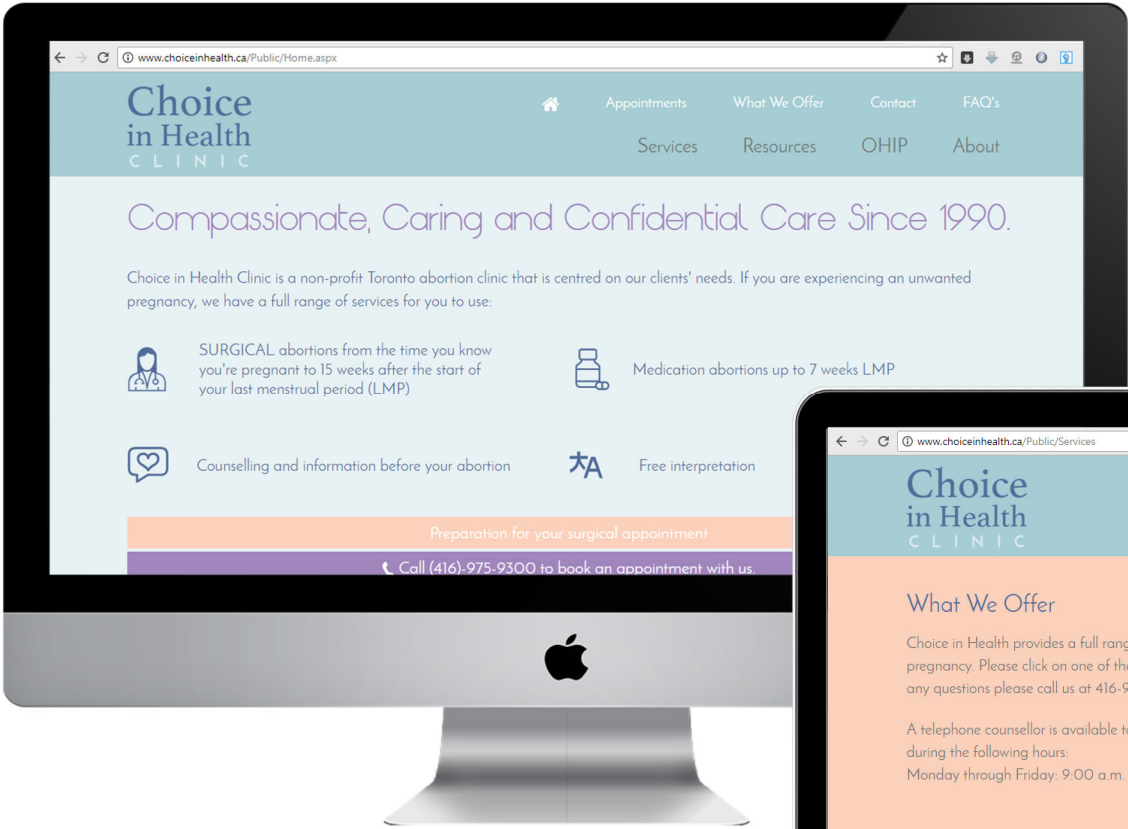 www.choiceinhealth.ca/Public/Home.aspx
Choice
in Health
CLINIC
Appointments What We Offer Contact FAQ's
Services Resources OHIP About
Compassionate, Caring and Confidential Care Since 1990.
Choice in Health Clinic is a non-profit Toronto abortion clinic that is centred on our clients' needs. If you are experiencing an unwanted
pregnancy, we have a full range of services for you to use:
SURGICAL abortions from the time you know
you're pregnant to 15 weeks after the start of
your last menstrual period (LMP)
Medication abortions up to 7 weeks LMP
Counselling and information before your abortion
Free interpretation
Preparation for your surgical appointment
Call (416)-975-9300 to book an appointment with us.
www.choiceinhealth.ca/Public/Services
Choice
in Health
CLINIC
What We Offer
Choice in Health provides a full rang
pregnancy. Please click on one of the
any questions please call us at 416-9
A telephone counsellor is available to
during the following hours:
Monday through Friday: 9:00 a.m.